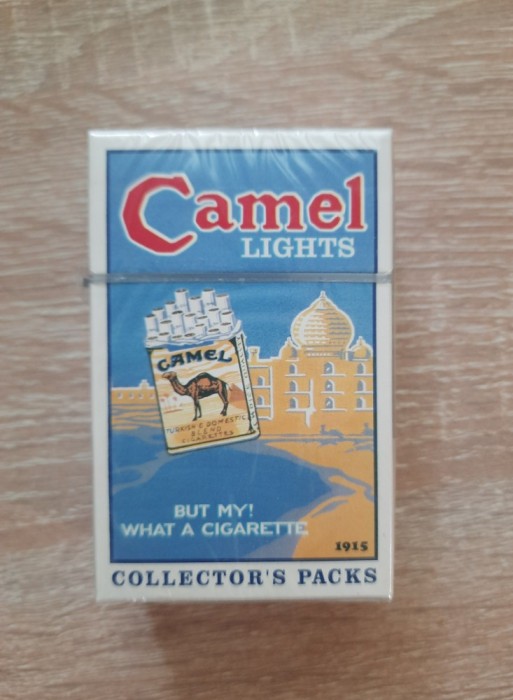 Camel
LIGHTS
CAMEL
TURKISH & DOMESTIC
BLEND
CIGARETTES
BUT MY!
WHAT A CIGARETTE
1915
COLLECTOR'S PACKS